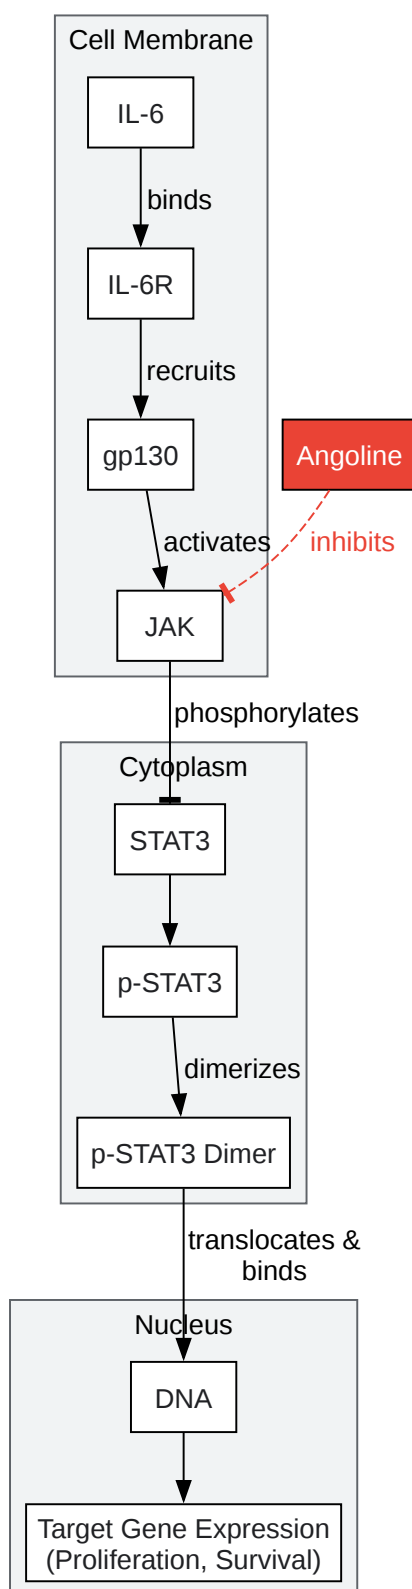 Cell Membrane
IL-6
binds
IL-6R
recruits
gp130
Angoline
activates
inhibits
JAK
phosphorylates
Cytoplasm
STAT3
p-STAT3
dimerizes
p-STAT3 Dimer
translocates &
binds
Nucleus
DNA
Target Gene Expression
(Proliferation, Survival)